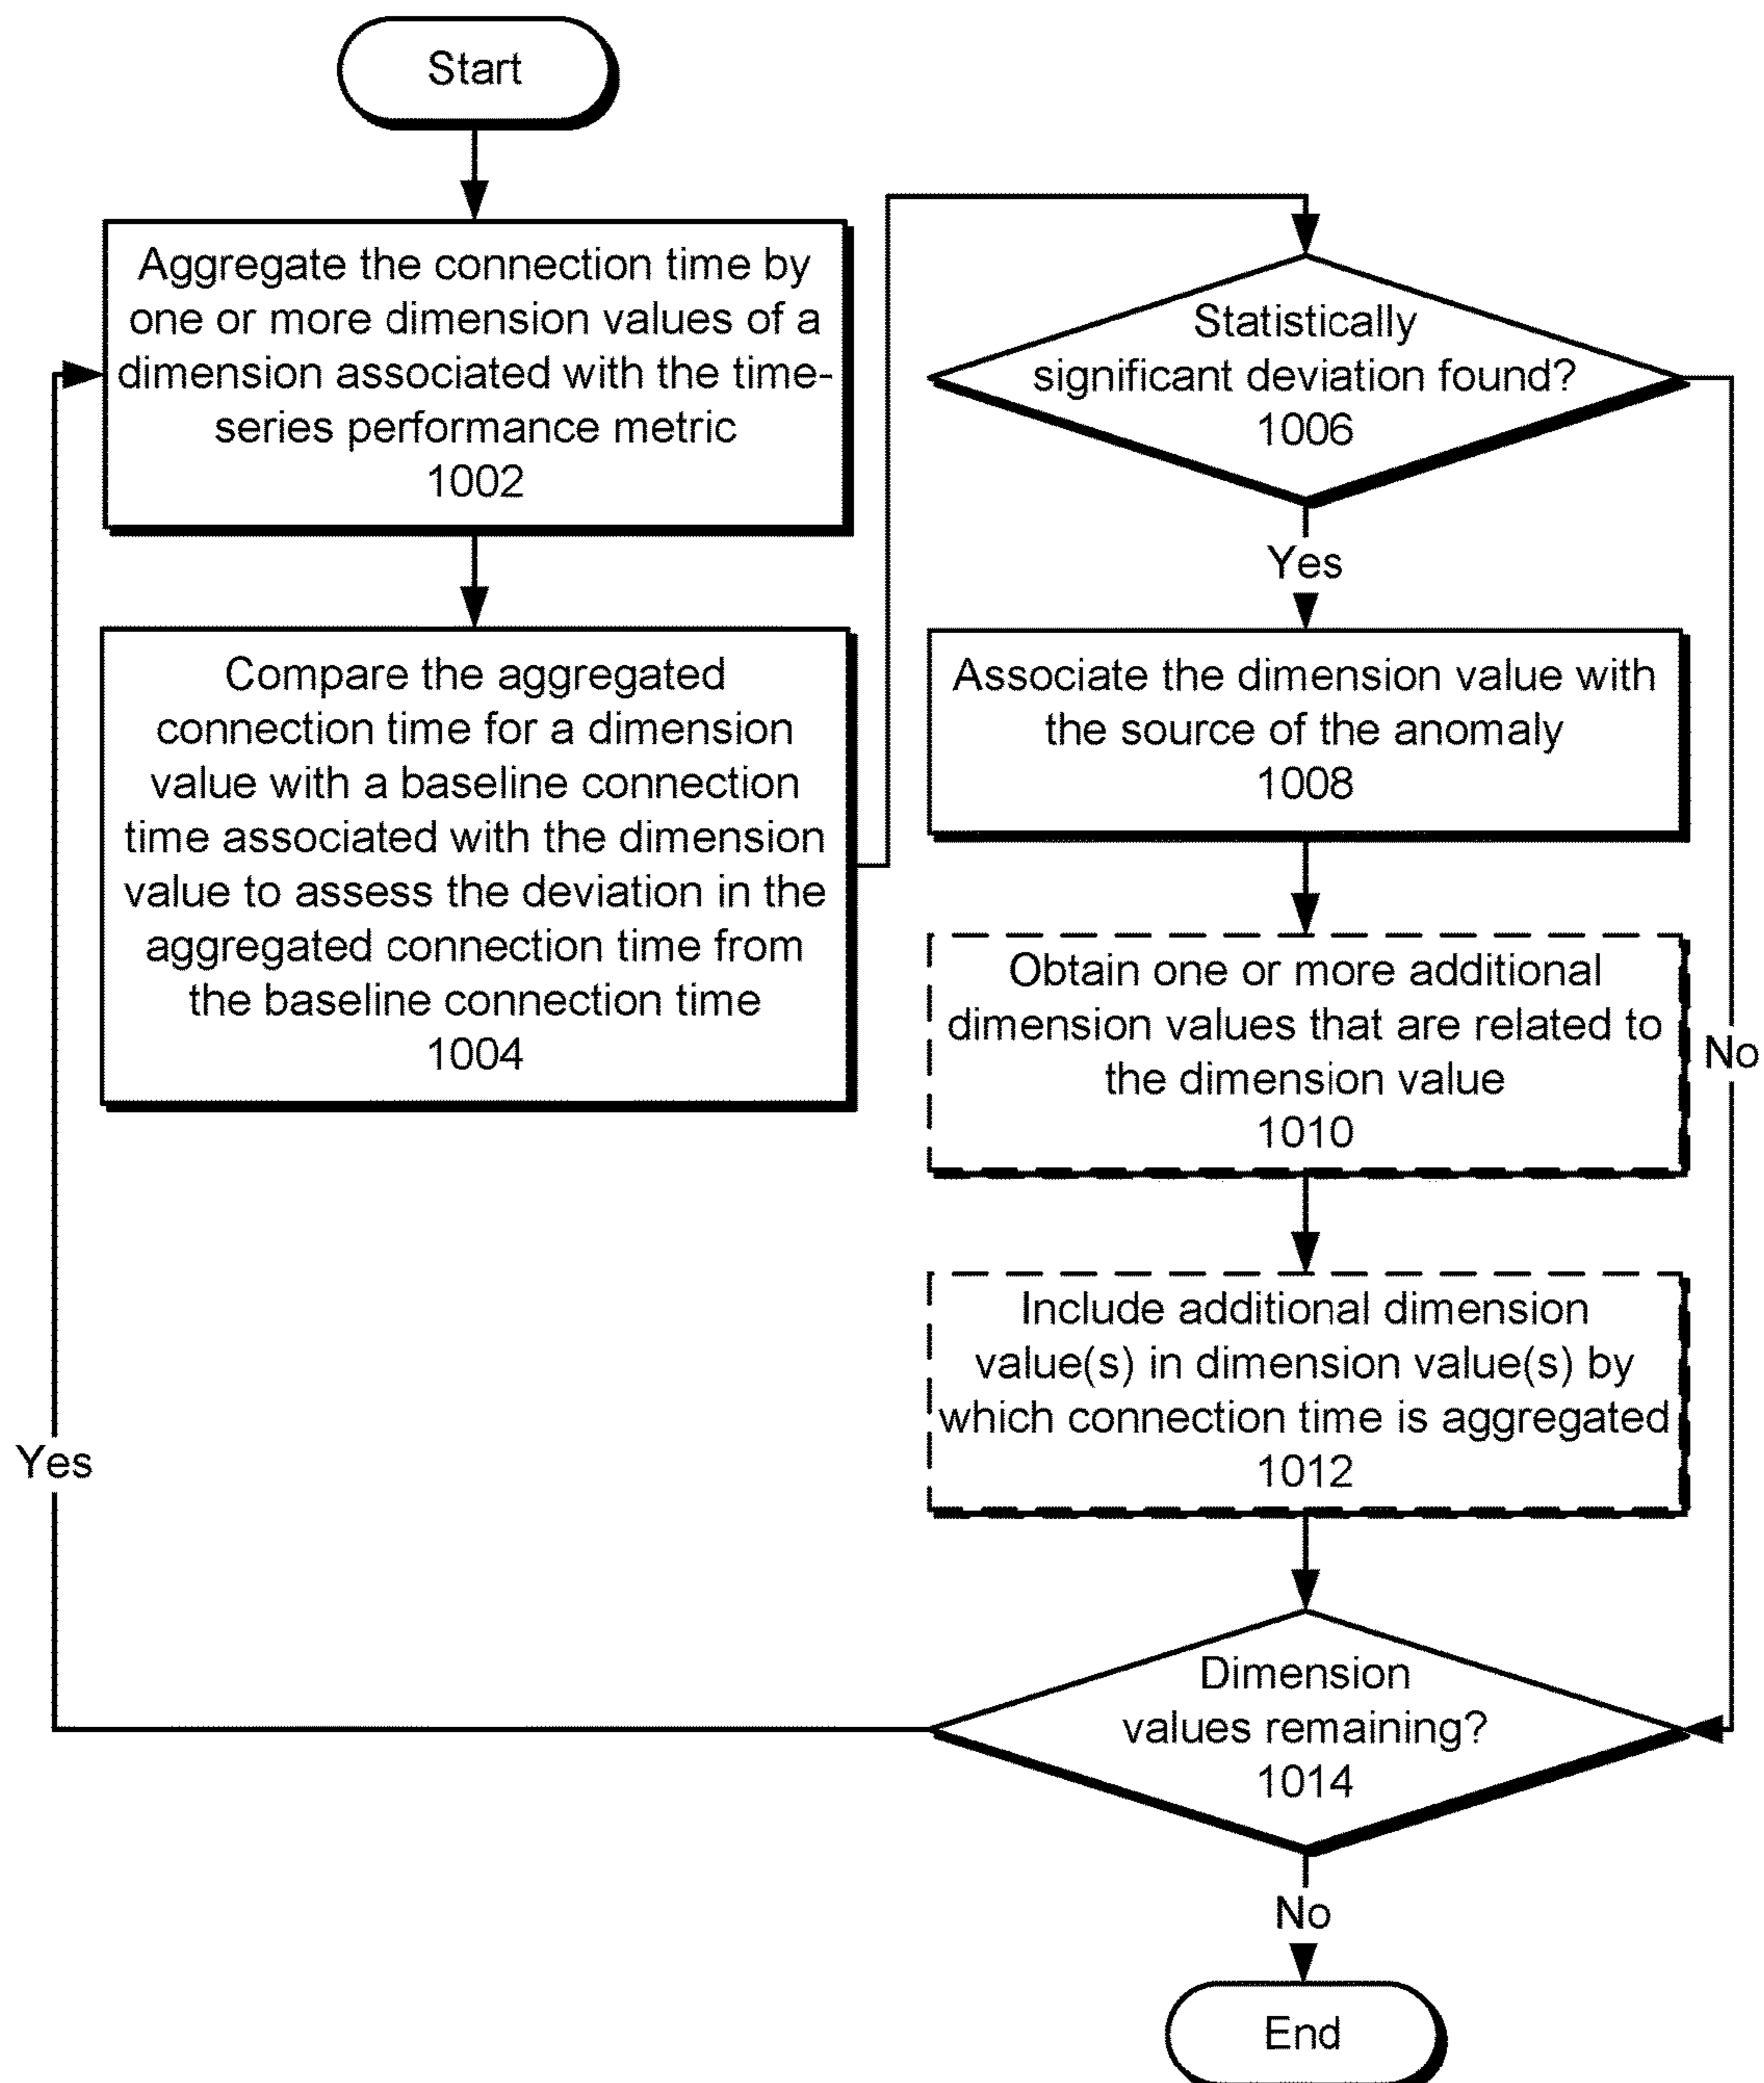 Start
Aggregate the connection time by
one or more dimension values of a
dimension associated with the time-
series performance metric
1002
Compare the aggregated
connection time for a dimension
value with a baseline connection
time associated with the dimension
value to assess the deviation in the
aggregated connection time from
the baseline connection time
1004
Statistically
significant deviation found?
1006
Yes
Associate the dimension value with
the source of the anomaly
1008
Obtain one or more additional
dimension values that are related to
the dimension value
1010
No
Include additional dimension
value(s) in dimension value(s) by
which connection time is aggregated
1012
Yes
Dimension
values remaining?
1014
No
End